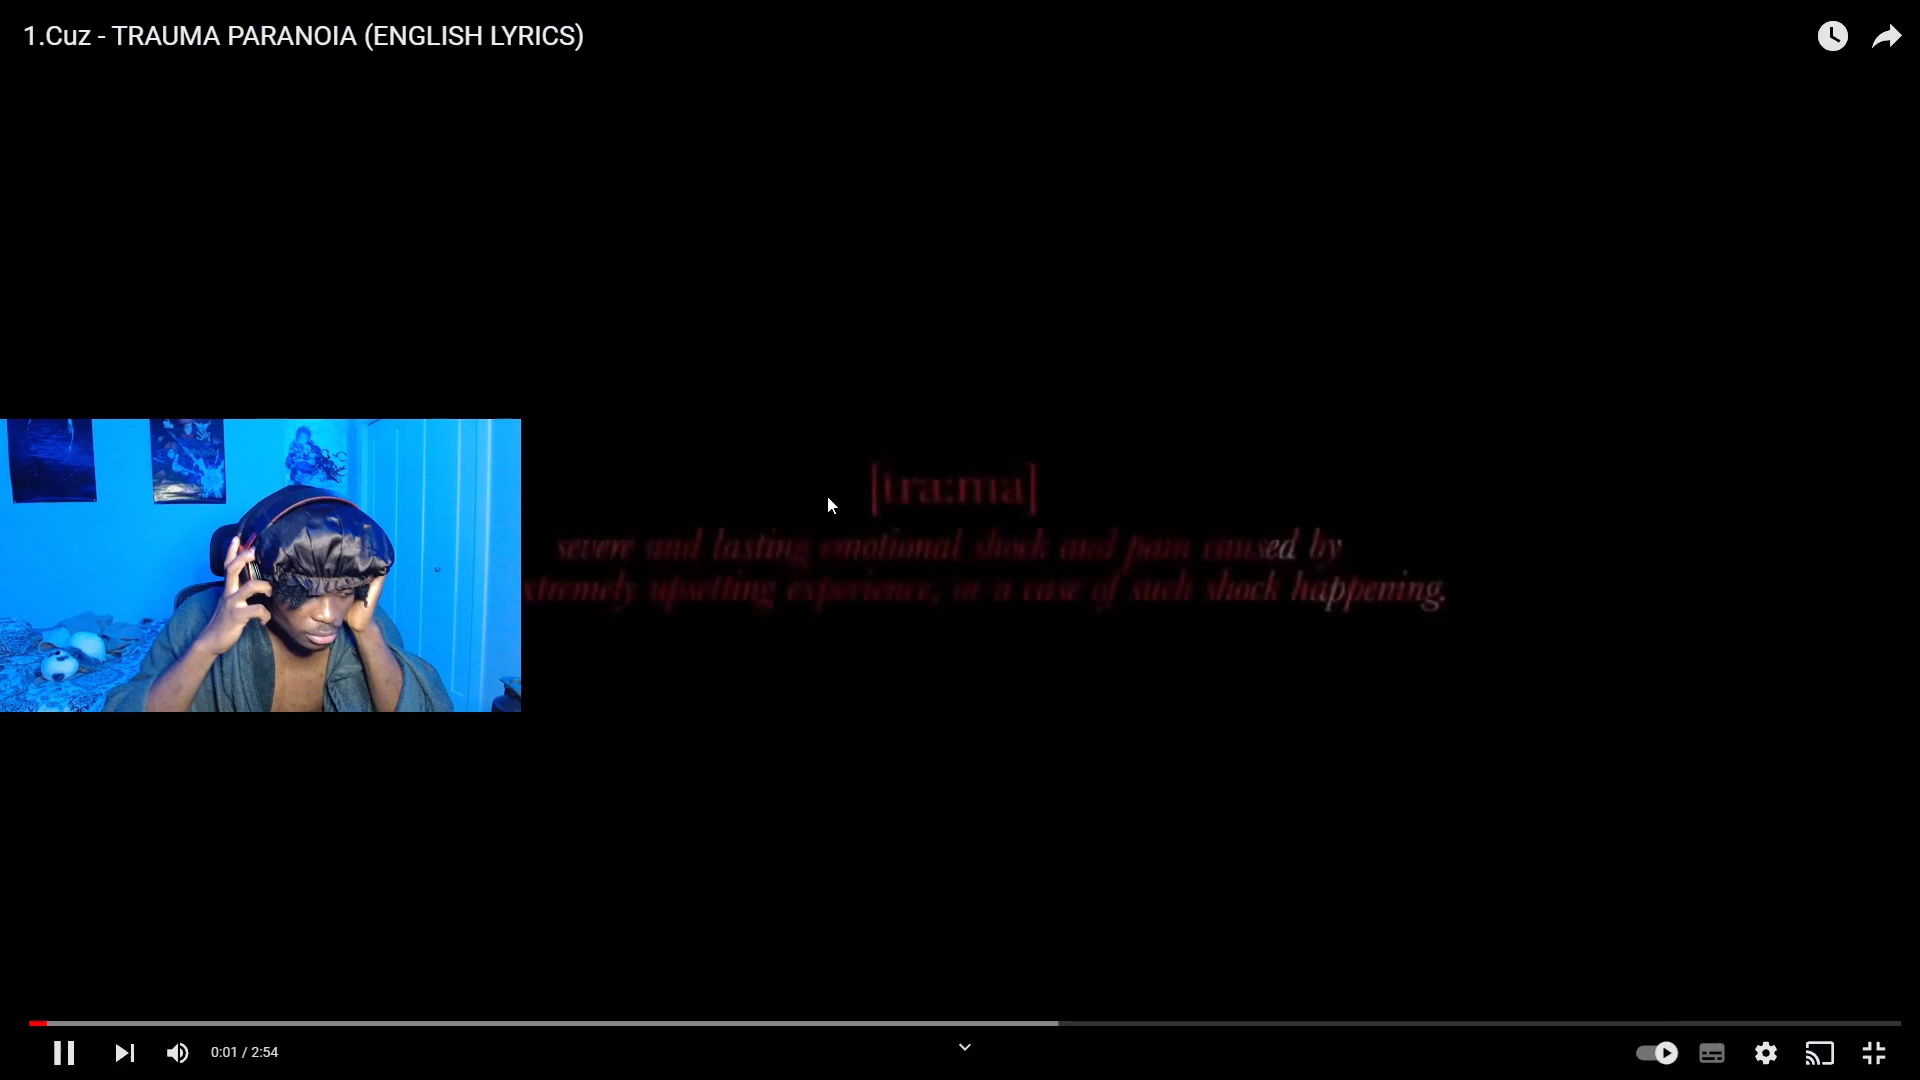 1.Cuz - TRAUMA PARANOIA (ENGLISH LYRICS)
[tra:ma]
severe and lasting emotional shock and pain caused by
extremely upsetting experience, or a case of such shock happening.
0:01 / 2:54